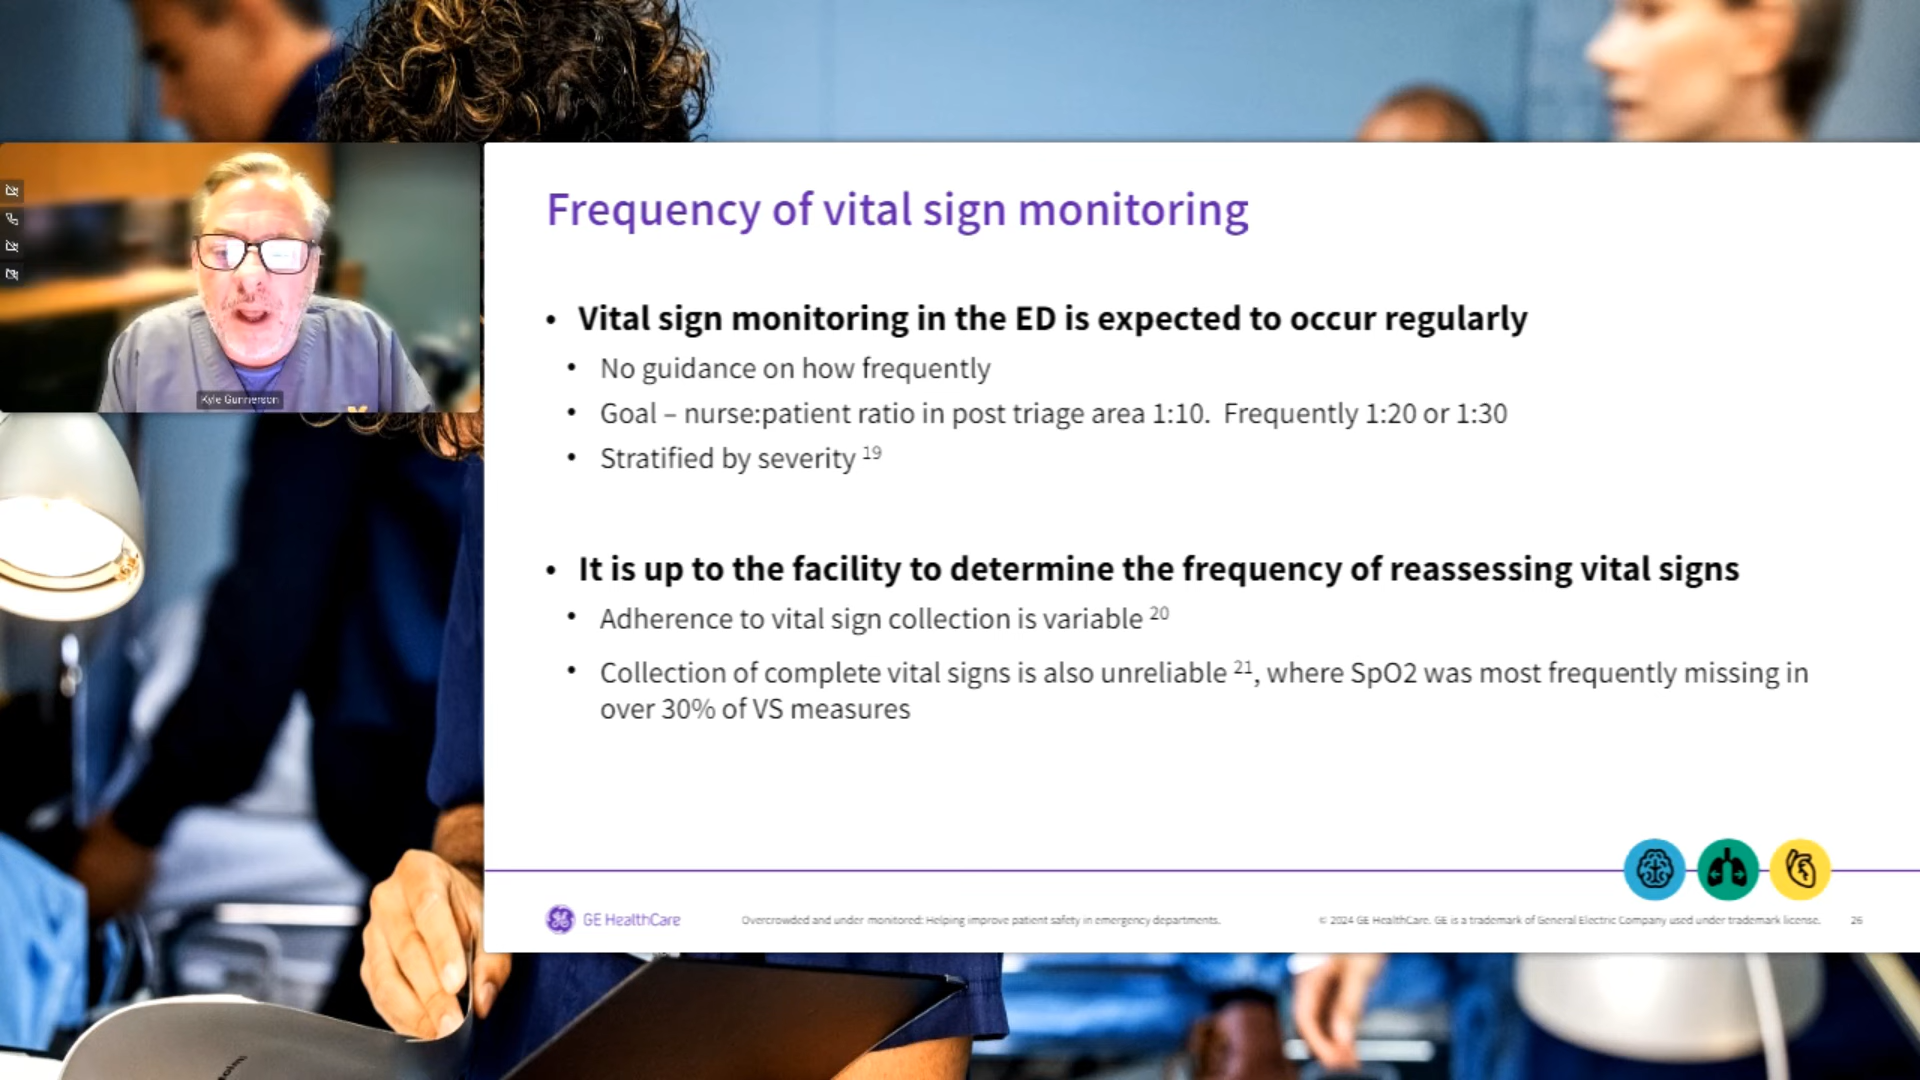 Kyle Gunnerson
Frequency of vital sign monitoring
• Vital sign monitoring in the ED is expected to occur regularly
• No guidance on how frequently
• Goal – nurse:patient ratio in post triage area 1:10.  Frequently 1:20 or 1:30
• Stratified by severity 19
• It is up to the facility to determine the frequency of reassessing vital signs
• Adherence to vital sign collection is variable 20
• Collection of complete vital signs is also unreliable 21, where SpO2 was most frequently missing in
over 30% of VS measures
GE HealthCare
Overcrowded and under monitored: Helping improve patient safety in emergency departments.
© 2024 GE HealthCare. GE is a trademark of General Electric Company used under trademark license.
26